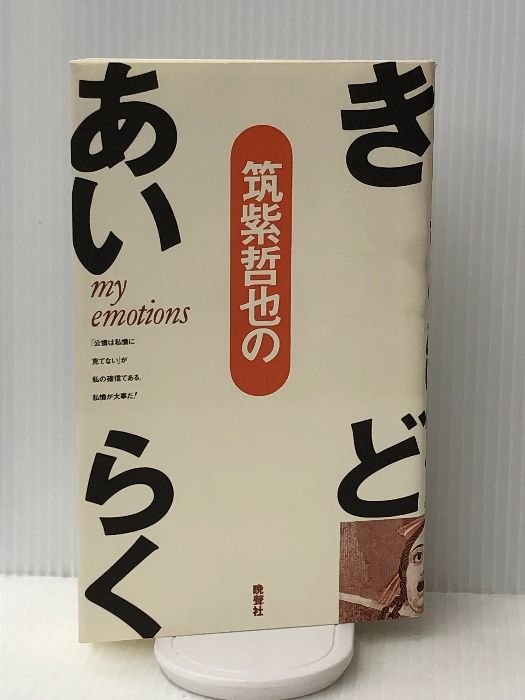 筑紫哲也の
き
ど
あい
らく
my
emotions
「公憤は私憤に
克てない」が
私の確信である。
私憤が大事だ！
晩聲社